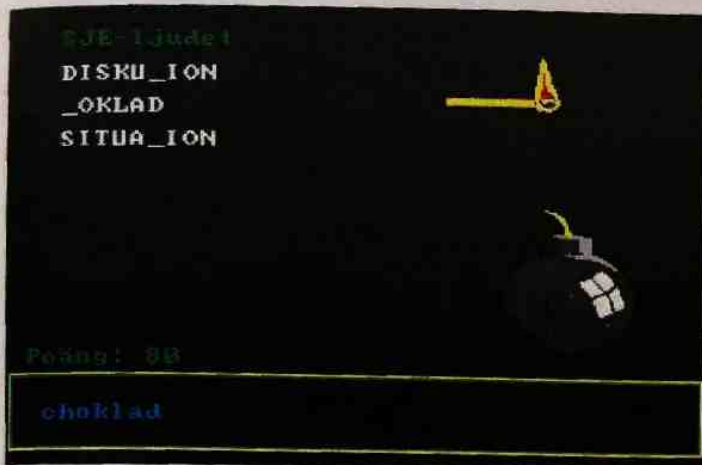 SJE-ljudet
DISKU_ION
_OKLAD
SITUA_ION
Poäng: 80
choklad